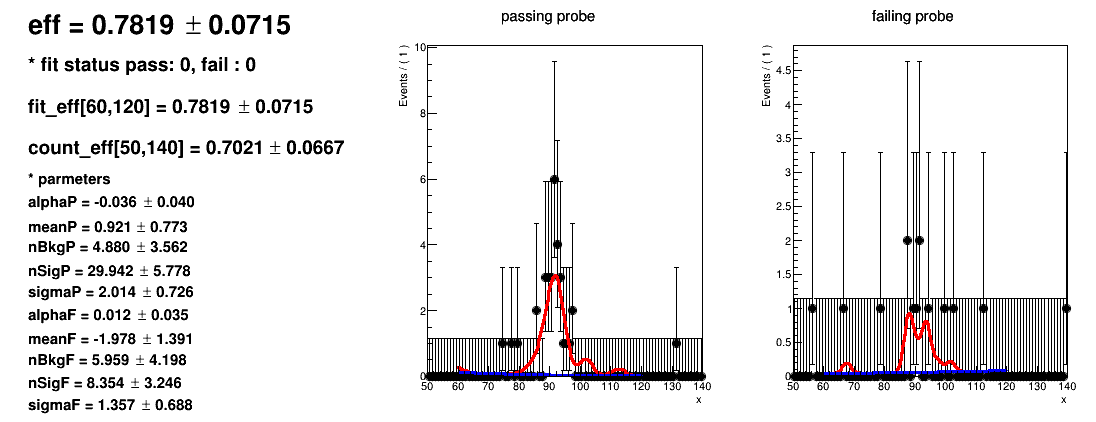 eff = 0.7819 ± 0.0715
* fit status pass: 0, fail : 0
fit_eff[60,120] = 0.7819 ± 0.0715
count_eff[50,140] = 0.7021 ± 0.0667
* parmeters
alphaP = -0.036 ± 0.040
meanP = 0.921 ± 0.773
nBkgP = 4.880 ± 3.562
nSigP = 29.942 ± 5.778
sigmaP = 2.014 ± 0.726
alphaF = 0.012 ± 0.035
meanF = -1.978 ± 1.391
nBkgF = 5.959 ± 4.198
nSigF = 8.354 ± 3.246
sigmaF = 1.357 ± 0.688
passing probe
Events / ( 1 )
10
8
6
4
2
0
50 60 70 80 90 100 110 120 130 140
x
failing probe
Events / ( 1 )
4.5
4
3.5
3
2.5
2
1.5
1
0.5
0
50 60 70 80 90 100 110 120 130 140
x